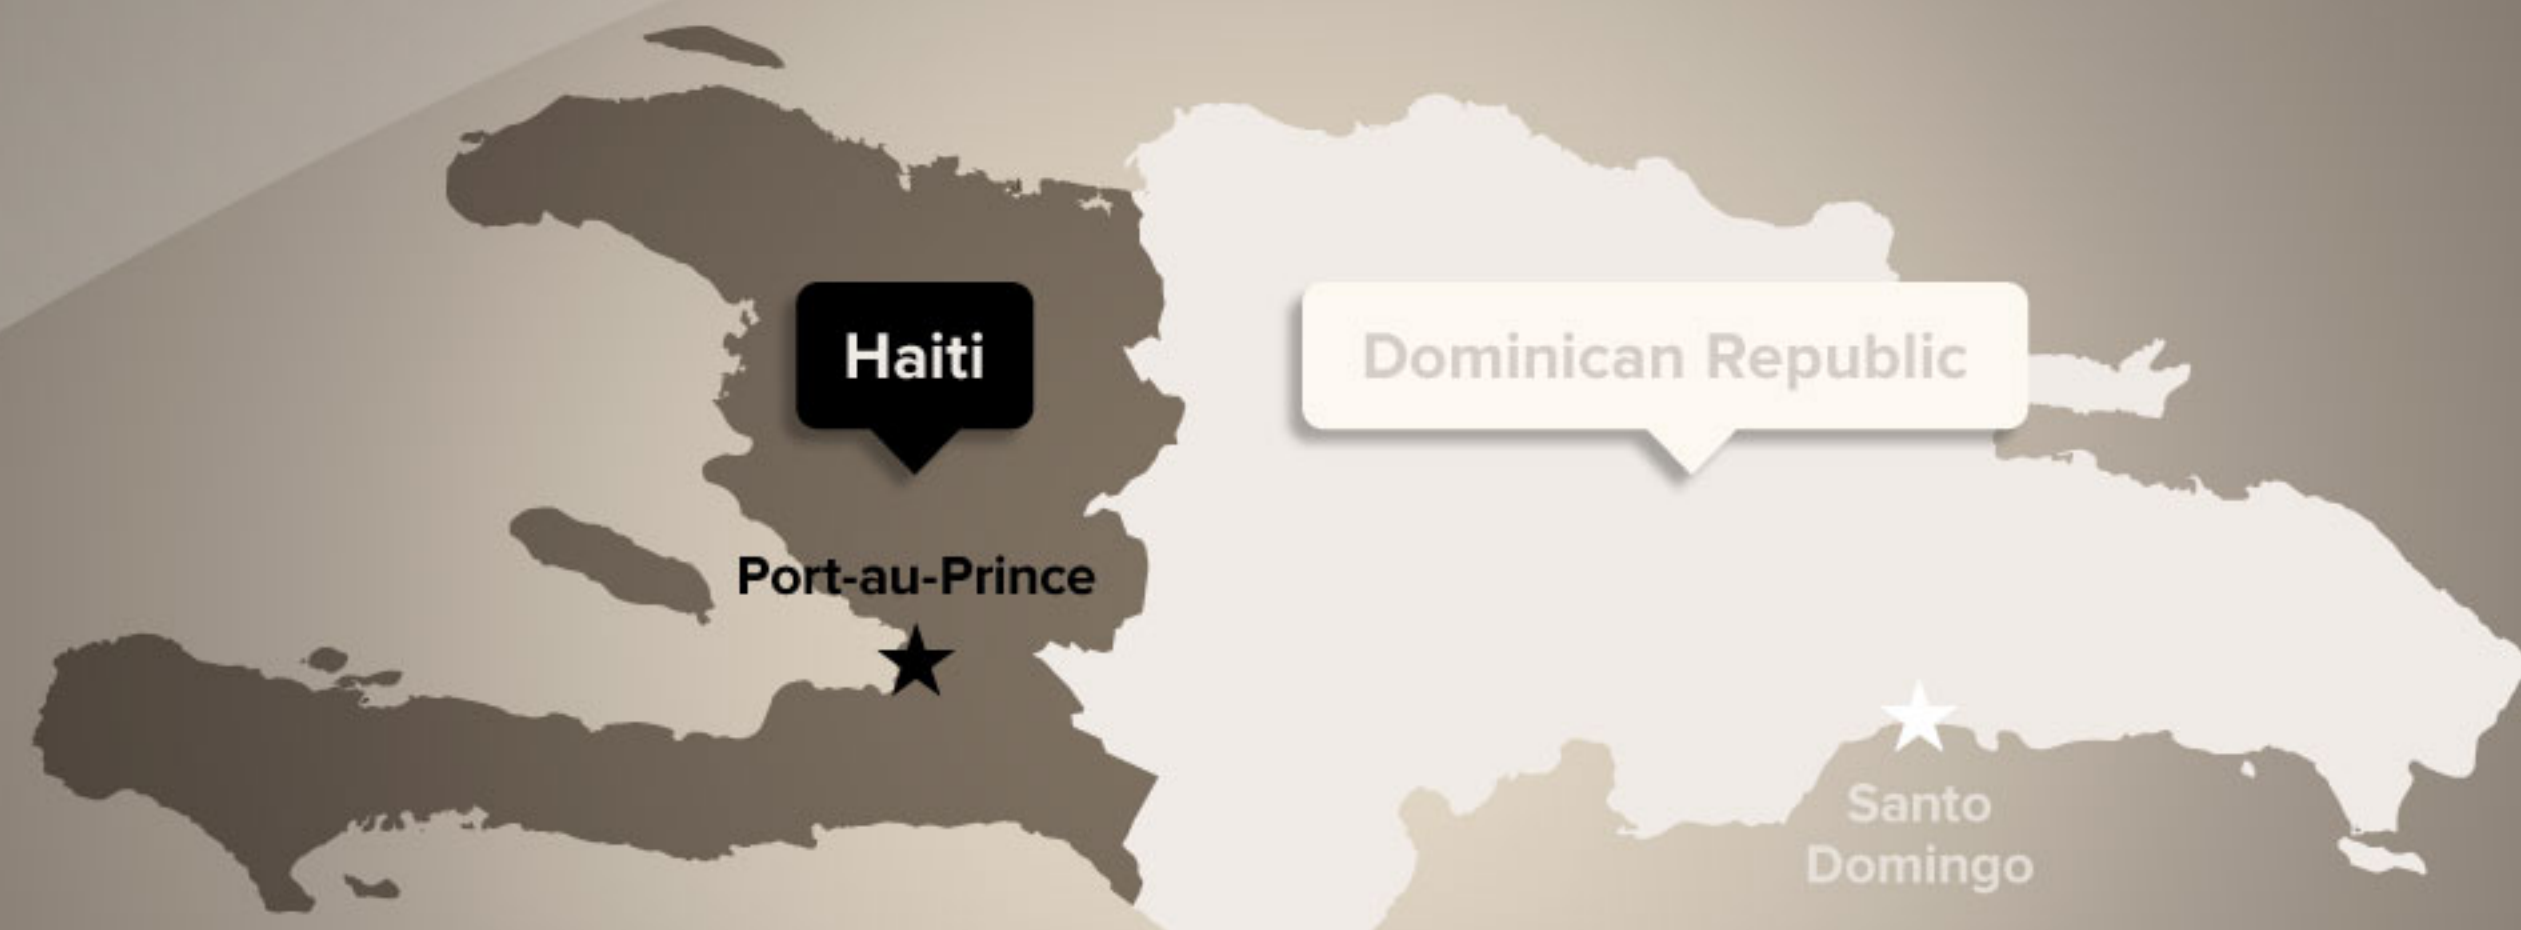 Haiti
Dominican Republic
Port-au-Prince
Santo
Domingo